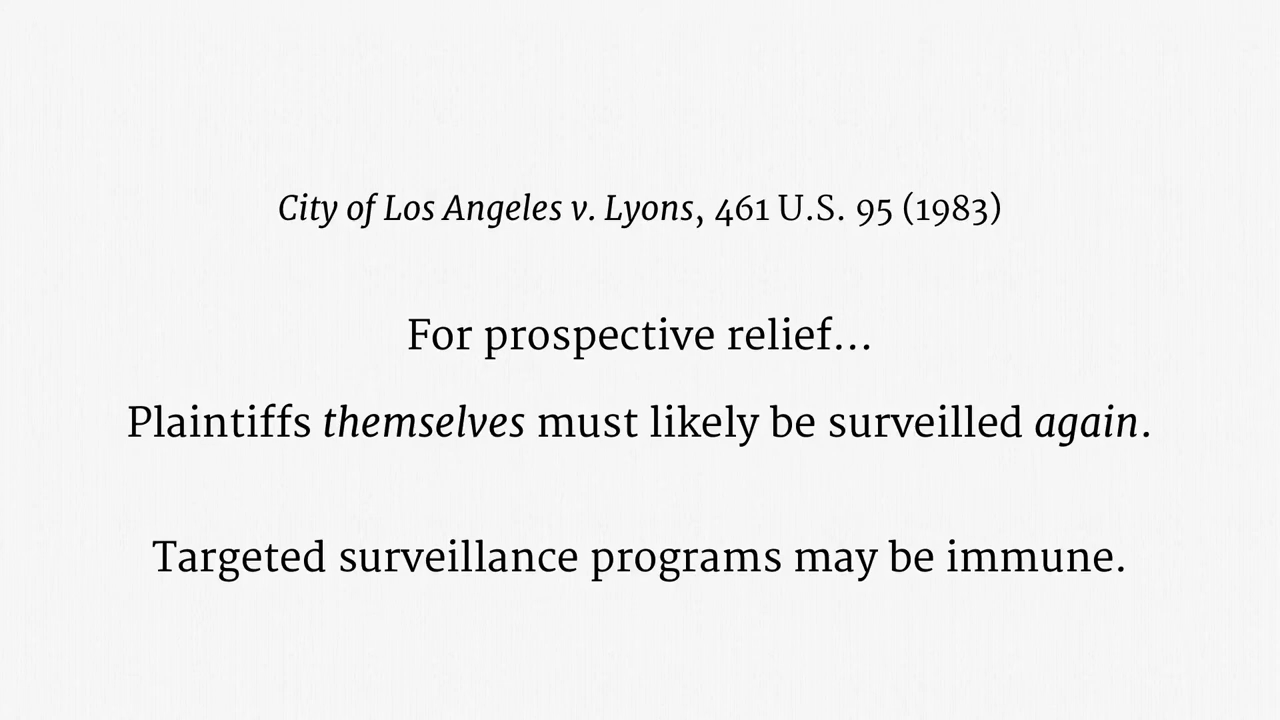 City of Los Angeles v. Lyons, 461 U.S. 95 (1983)
For prospective relief...
Plaintiffs themselves must likely be surveilled again.
Targeted surveillance programs may be immune.